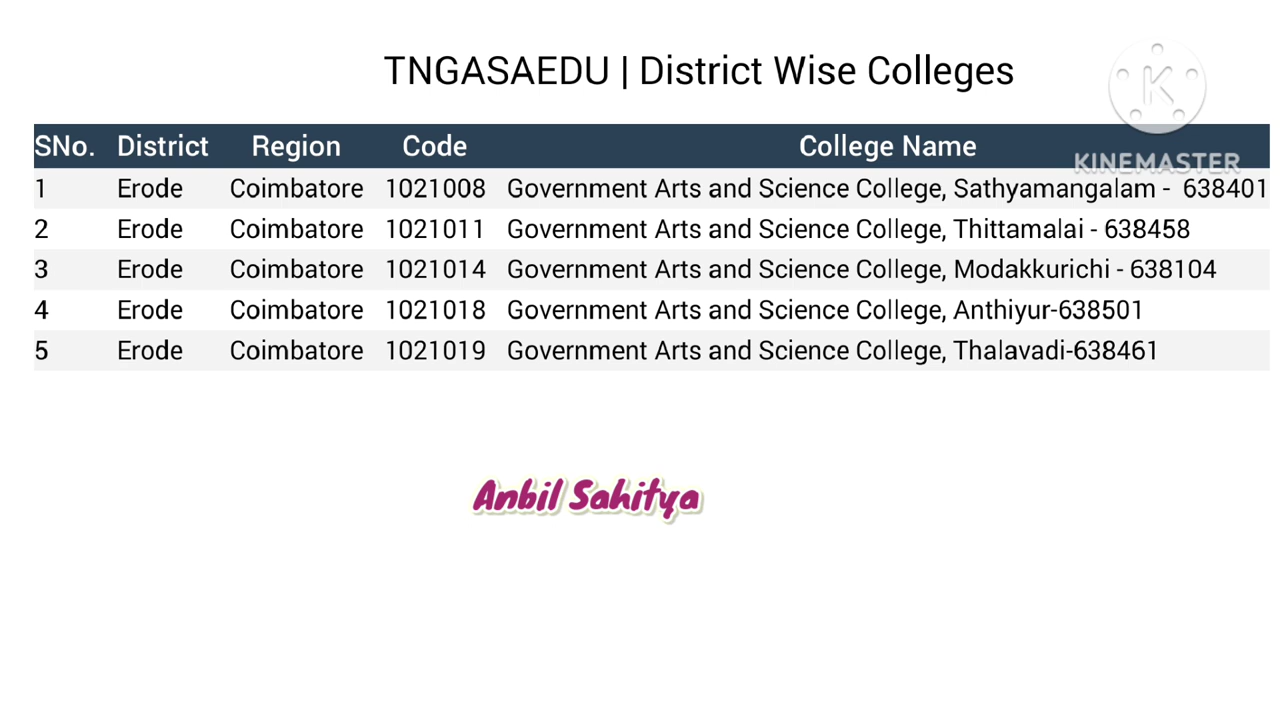 TNGASAEDU | District Wise Colleges
K
KINEMASTER
SNo. District Region Code College Name
1 Erode Coimbatore 1021008 Government Arts and Science College, Sathyamangalam - 638401
2 Erode Coimbatore 1021011 Government Arts and Science College, Thittamalai - 638458
3 Erode Coimbatore 1021014 Government Arts and Science College, Modakkurichi - 638104
4 Erode Coimbatore 1021018 Government Arts and Science College, Anthiyur-638501
5 Erode Coimbatore 1021019 Government Arts and Science College, Thalavadi-638461
Anbil Sahitya